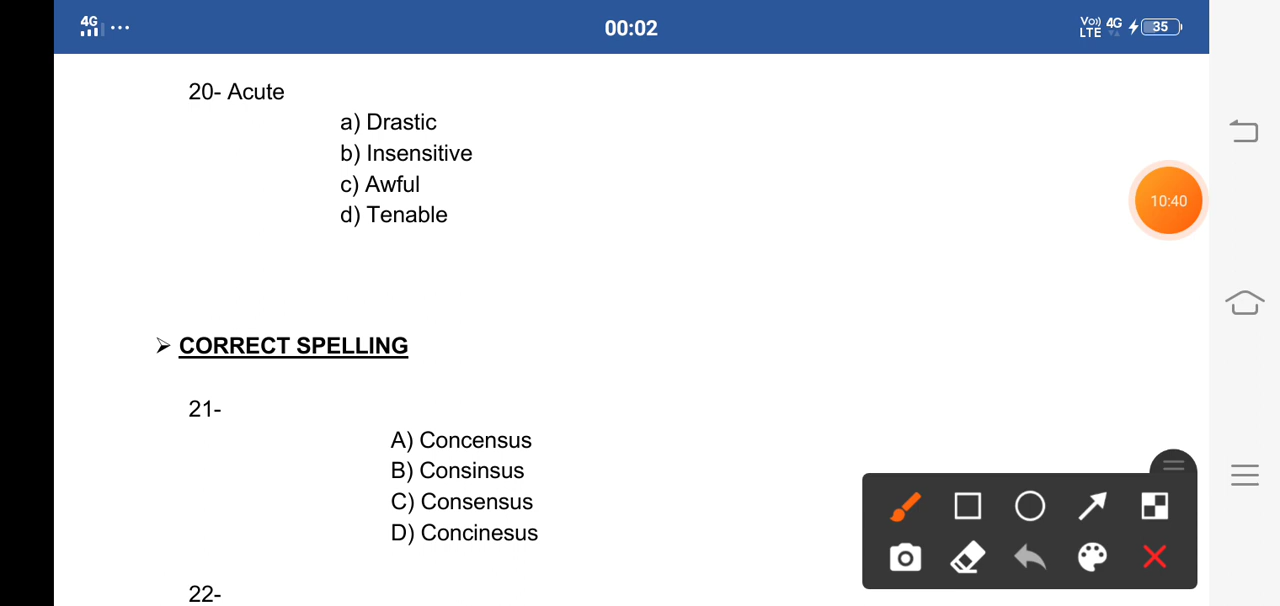 4G ... 00:02 Vo)) LTE 4G 35
20- Acute
a) Drastic
b) Insensitive
c) Awful
d) Tenable
10:40
➢ CORRECT SPELLING
21-
A) Concensus
B) Consinsus
C) Consensus
D) Concinesus
22-